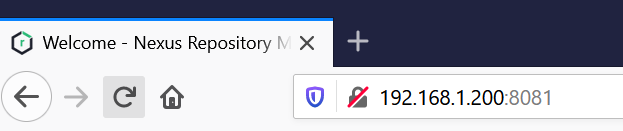 Welcome - Nexus Repository M
192.168.1.200:8081